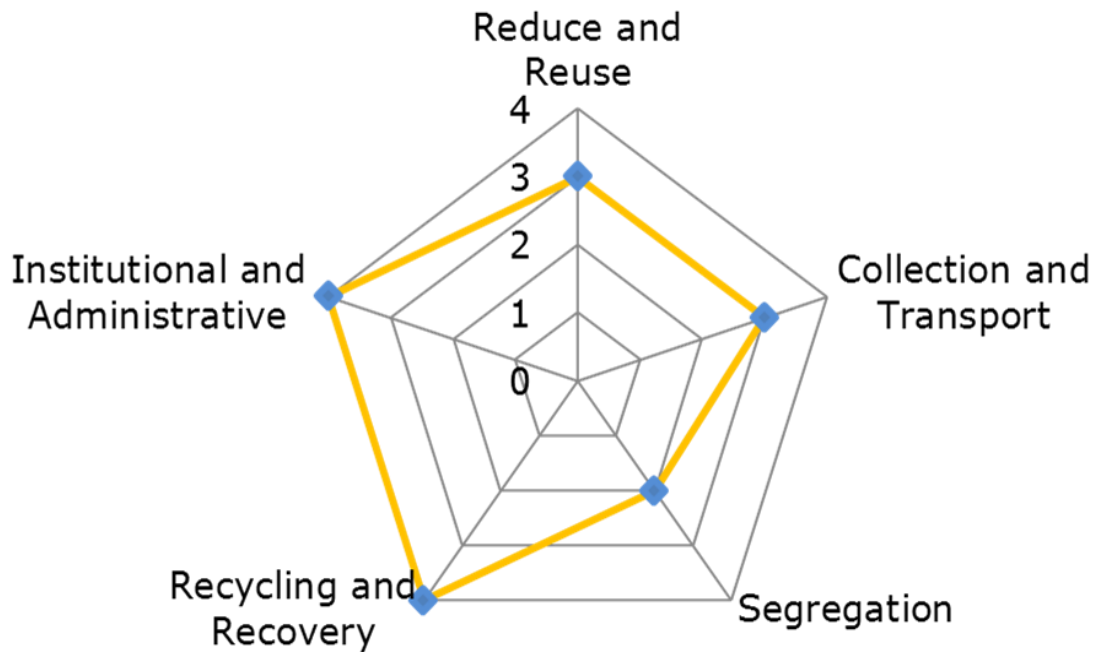 Reduce and
Reuse
4
3
2
1
0
Collection and
Transport
Institutional and
Administrative
Segregation
Recycling and
Recovery